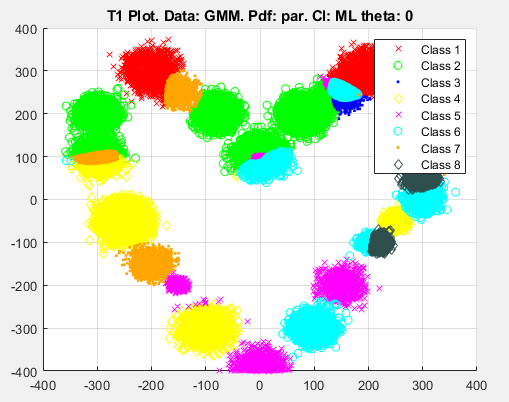 T1 Plot. Data: GMM. Pdf: par. Cl: ML theta: 0
400
300
200
100
0
-100
-200
-300
-400
-400
-300
-200
-100
0
100
200
300
400
Class 1
Class 2
Class 3
Class 4
Class 5
Class 6
Class 7
Class 8